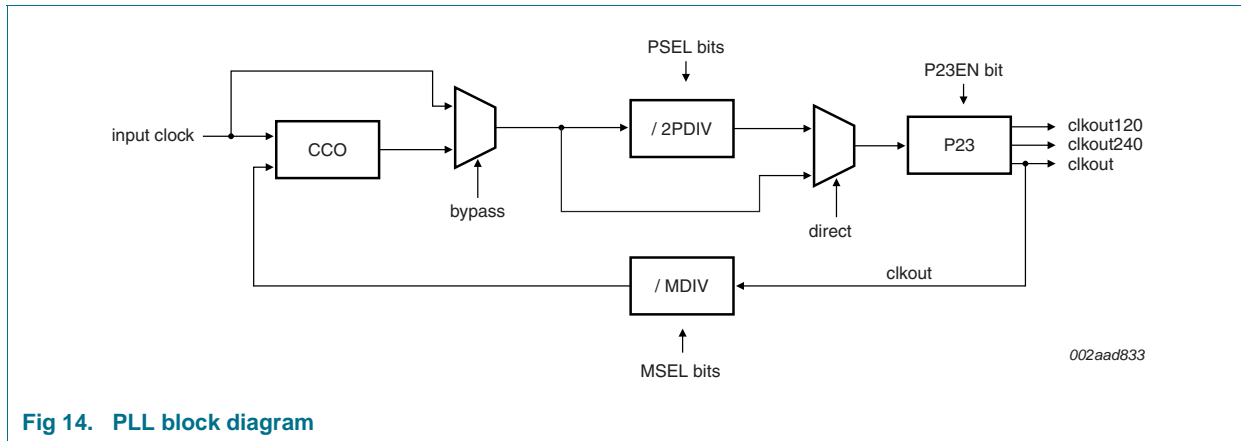 PSEL bits
P23EN bit
input clock
CCO
/ 2PDIV
P23
clkout120
clkout240
clkout
bypass
direct
/ MDIV
clkout
MSEL bits
002aad833
Fig 14. PLL block diagram